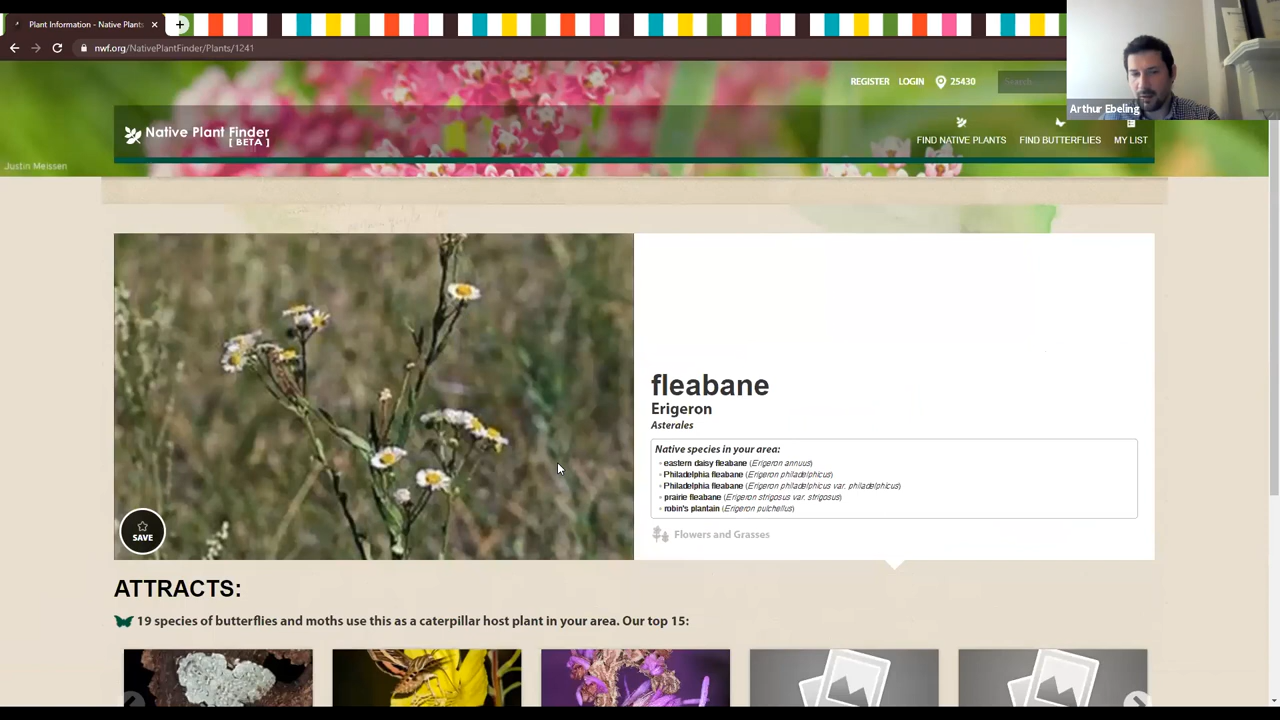 Plant Information - Native Plants
nwf.org/NativePlantFinder/Plants/1241
Arthur Ebeling
REGISTER LOGIN 25430 Search
Native Plant Finder
[ BETA ]
FIND NATIVE PLANTS FIND BUTTERFLIES MY LIST
Justin Meissen
fleabane
Erigeron
Asterales
Native species in your area:
eastern daisy fleabane (Erigeron annuus)
Philadelphia fleabane (Erigeron philadelphicus)
Philadelphia fleabane (Erigeron philadelphicus var. philadelphicus)
prairie fleabane (Erigeron strigosus var. strigosus)
robin's plantain (Erigeron pulchellus)
Flowers and Grasses
SAVE
ATTRACTS:
19 species of butterflies and moths use this as a caterpillar host plant in your area. Our top 15: